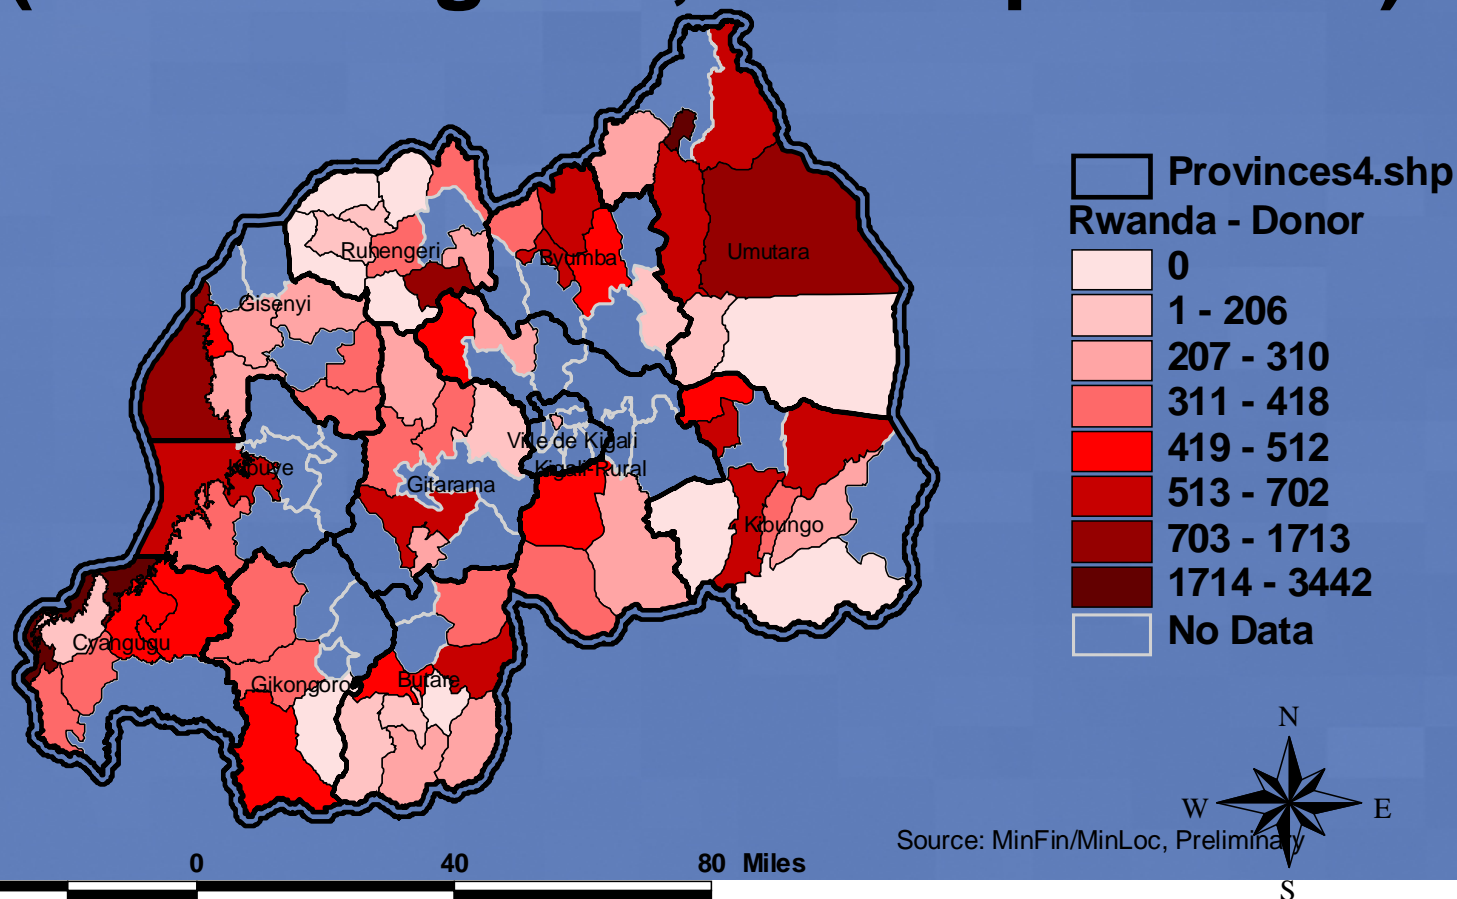 Provinces4.shp
Rwanda - Donor
0
1 - 206
207 - 310
311 - 418
419 - 512
513 - 702
703 - 1713
1714 - 3442
No Data
Ruhengeri
Byumba
Umutara
Gisenyi
Ville de Kigali
Kigali-Rural
Kibuye
Gitarama
Kibungo
Cyangugu
Gikongoro
Butare
N
W
E
S
Source: MinFin/MinLoc, Preliminary
0 40 80 Miles